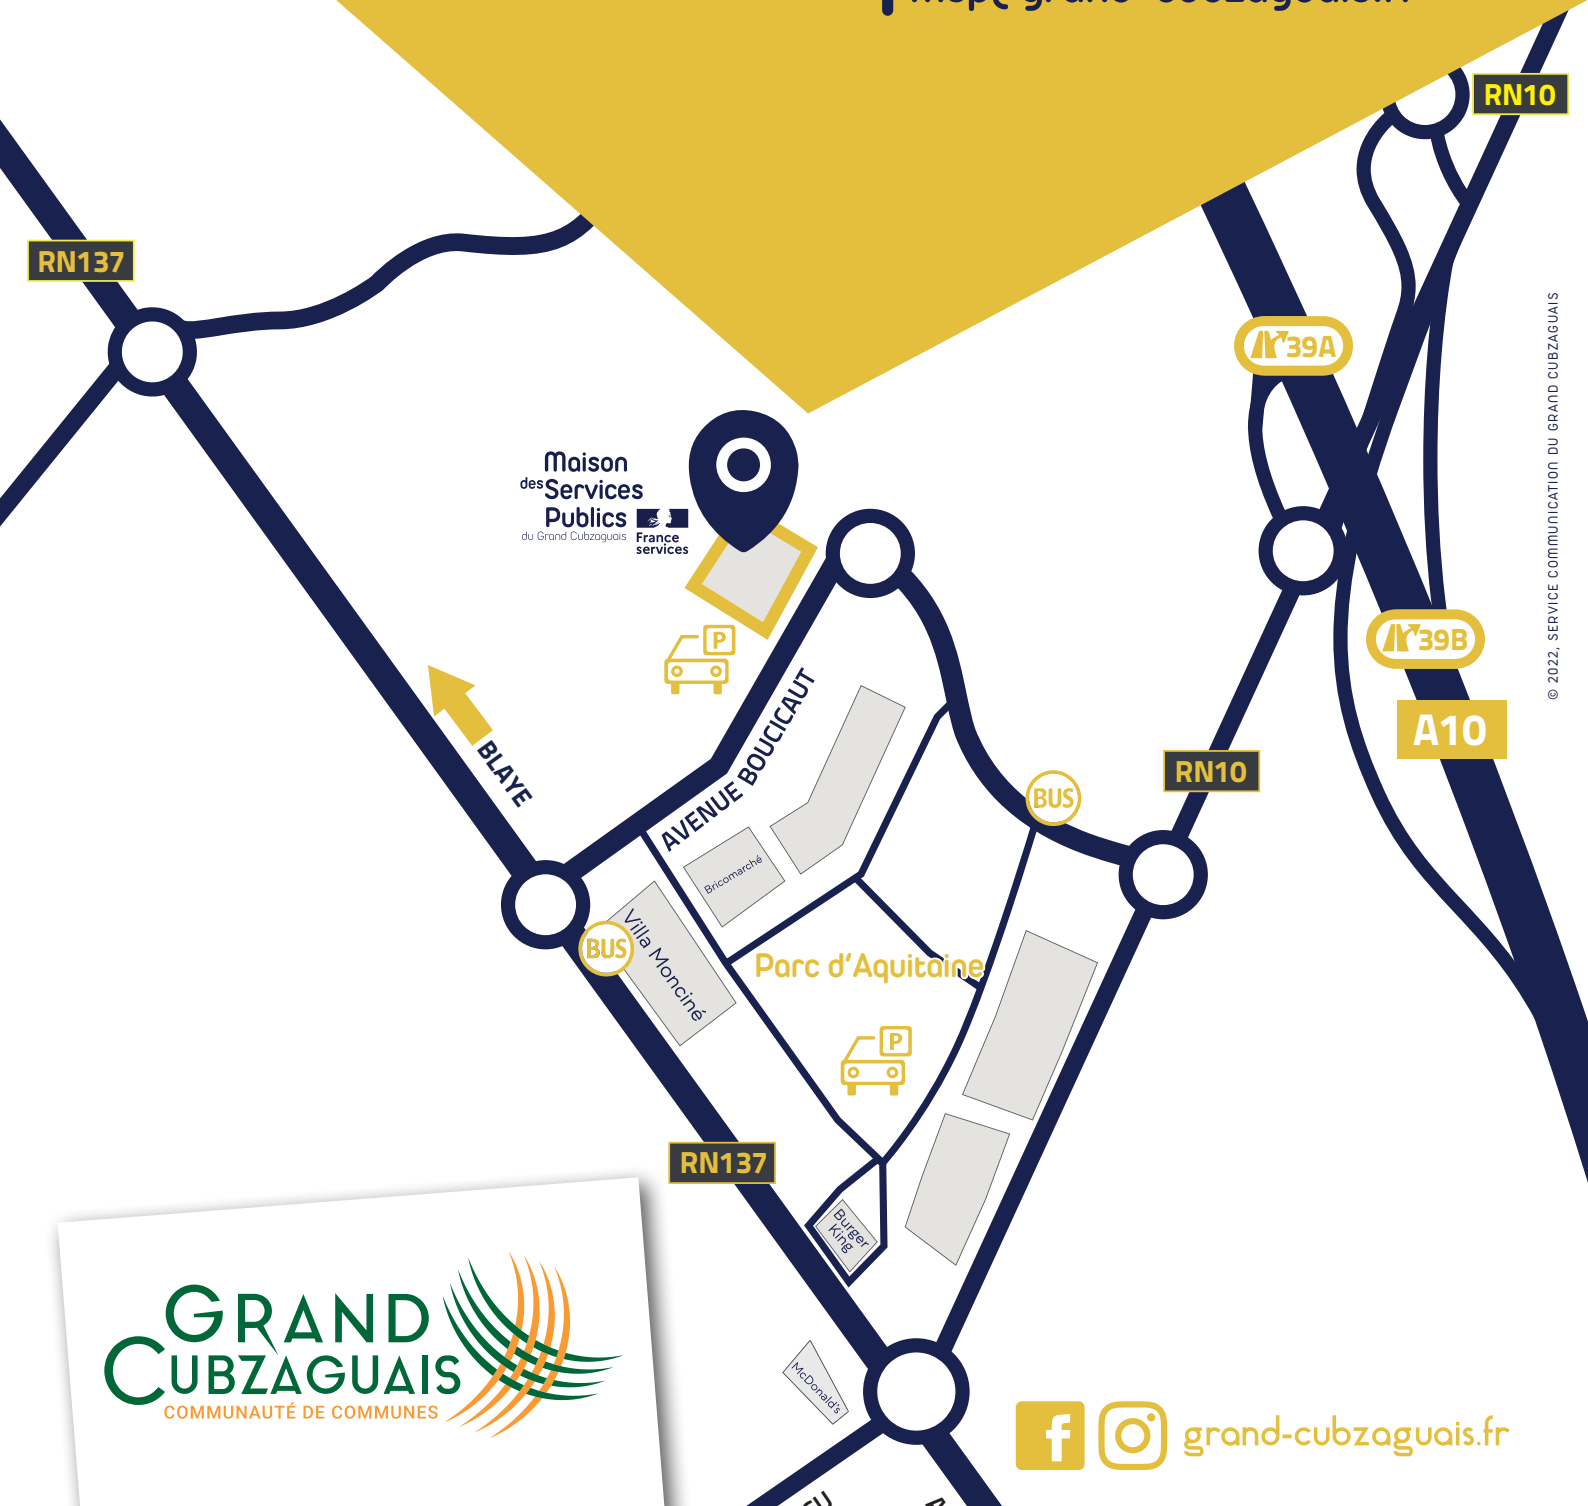 RN10
RN137
39A
Maison
des Services
Publics
du Grand Cubzaguais
France
services
P
39B
A10
© 2022, SERVICE COMMUNICATION DU GRAND CUBZAGUAIS
AVENUE BOUCICAUT
BLAYE
RN10
BUS
Bricomarché
BUS
Villa Monciné
Parc d'Aquitaine
P
RN137
Burger
King
McDonald's
GRAND
CUBZAGUAIS
COMMUNAUTÉ DE COMMUNES
grand-cubzaguais.fr